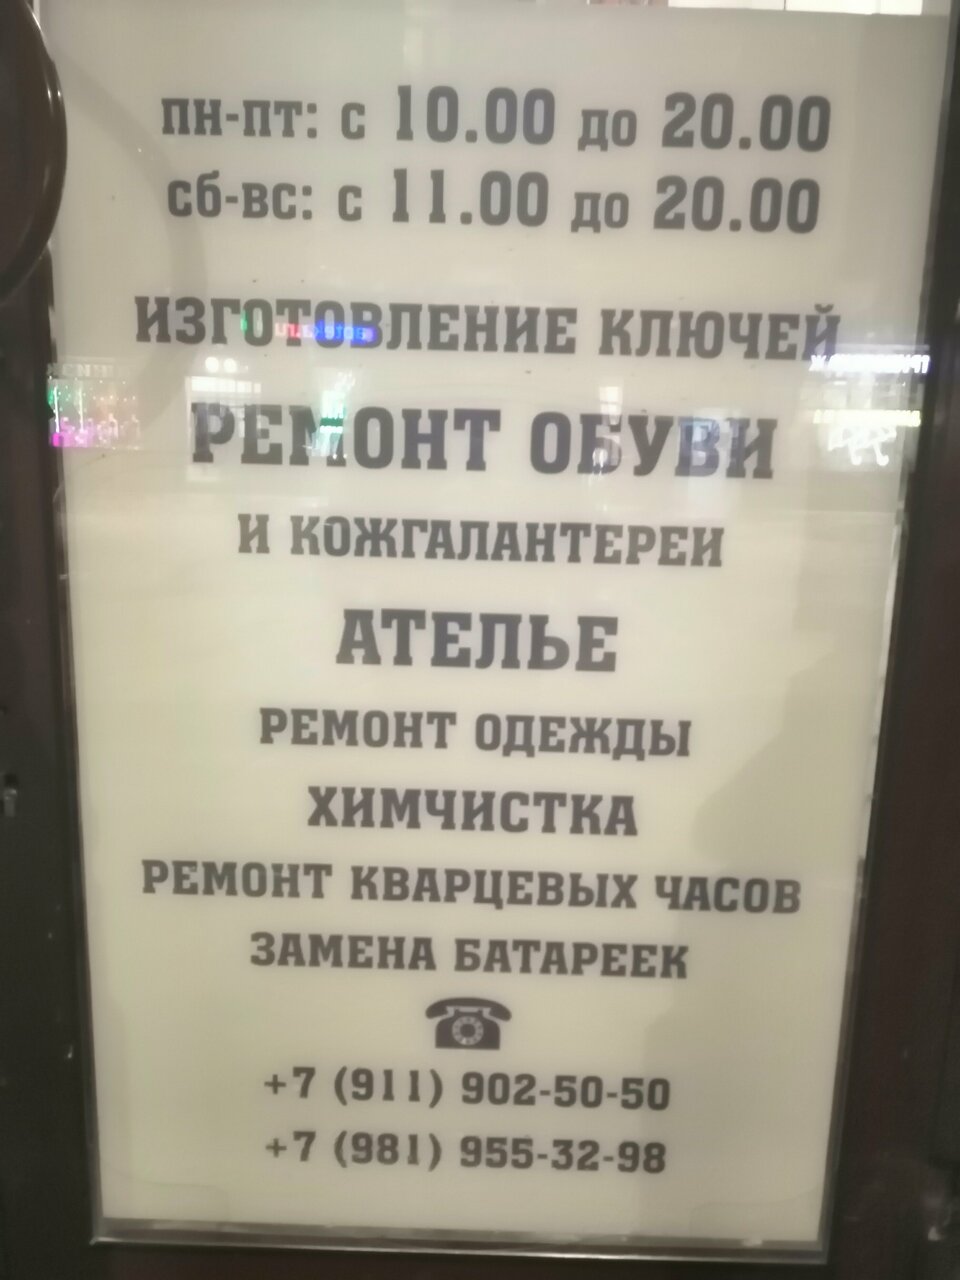 пн-пт: с 10.00 до 20.00
сб-вс: с 11.00 до 20.00
ИЗГОТОВЛЕНИЕ КЛЮЧЕЙ
РЕМОНТ ОБУВИ
И КОЖГАЛАНТЕРЕИ
АТЕЛЬЕ
РЕМОНТ ОДЕЖДЫ
ХИМЧИСТКА
РЕМОНТ КВАРЦЕВЫХ ЧАСОВ
ЗАМЕНА БАТАРЕЕК
+7 (911) 902-50-50
+7 (981) 955-32-98